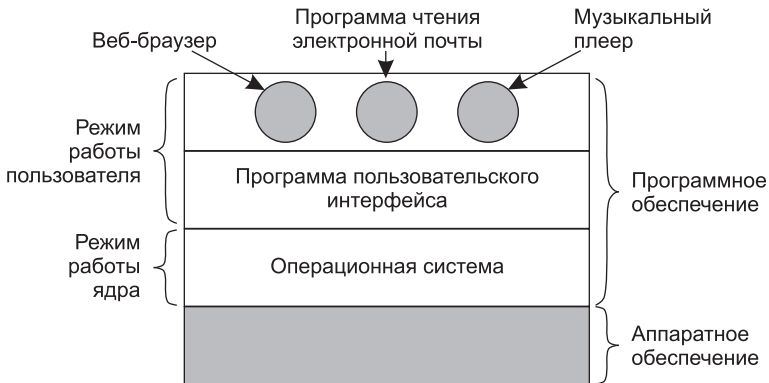 Веб-браузер
Программа чтения
электронной почты
Музыкальный
плеер
Режим
работы
пользователя
Программа пользовательского
интерфейса
Программное
обеспечение
Режим
работы
ядра
Операционная система
Аппаратное
обеспечение